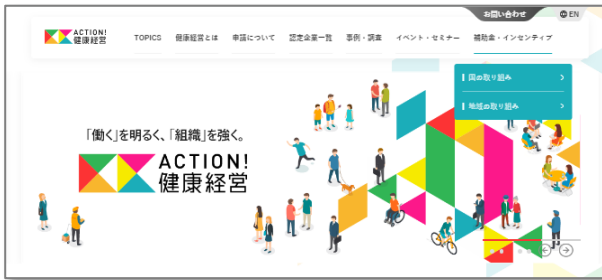 お問い合わせ
EN
ACTION!
健康経営
TOPICS
健康経営とは
申請について
認定企業一覧
事例・調査
イベント・セミナー
補助金・インセンティブ
国の取り組み
地域の取り組み
「働く」を明るく、「組織」を強く。
ACTION!
健康経営